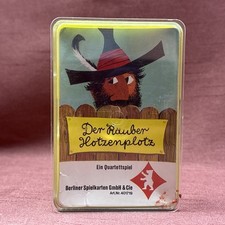 Der Räuber
Hotzenplotz
Ein Quartettspiel
Berliner Spielkarten GmbH & Cie